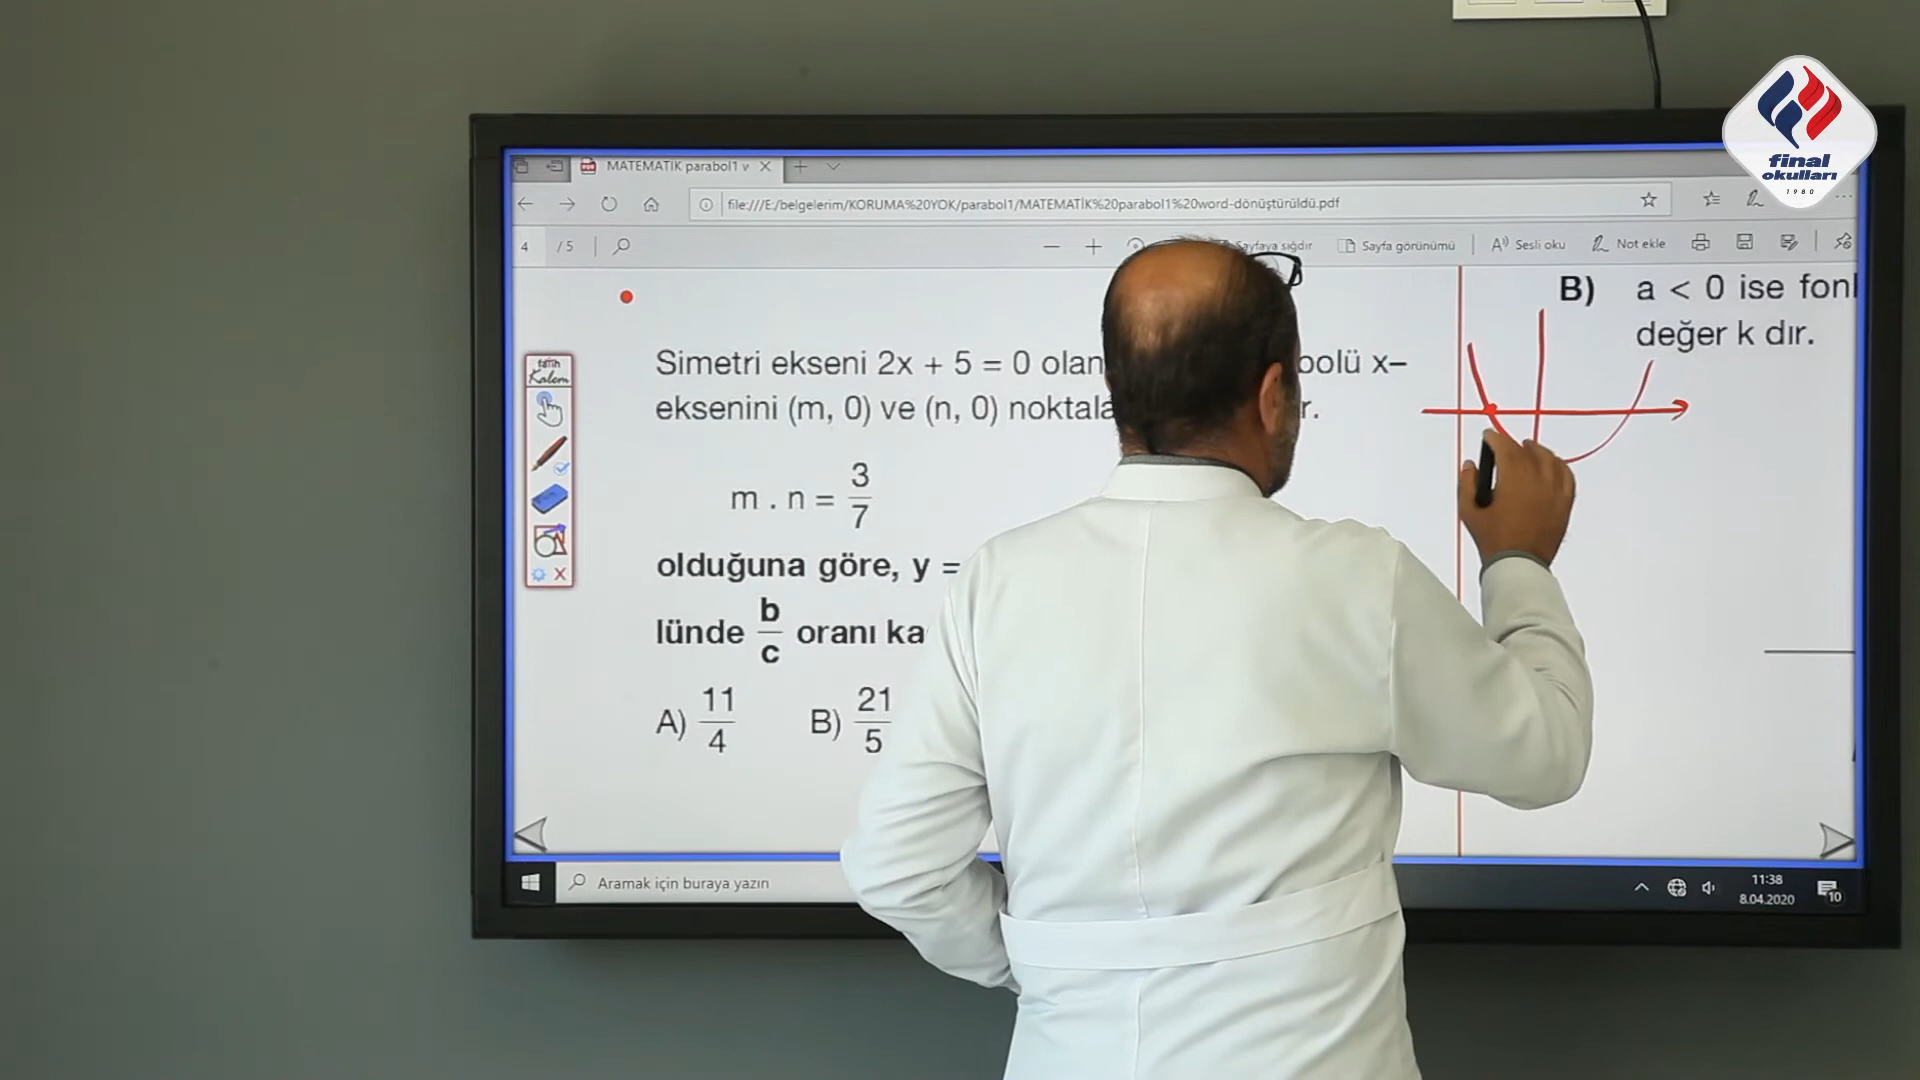 MATEMATİK parabol1 v
file:///E:/belgelerim/KORUMA%20YOK/parabol1/MATEMATİK%20parabol1%20word-dönüştürüldü.pdf
4 / 5
Sayfaya sığdır Sayfa görünümü A Sesli oku Not ekle
final
okulları
1980
fatih
Kalem
Simetri ekseni 2x + 5 = 0 olan bolü x–
eksenini (m, 0) ve (n, 0) r.
m . n = 3/7
olduğuna göre, y =
lünde b/c oranı
A) 11/4 B) 21/5
B) a < 0 ise
değer k dır.
Aramak için buraya yazın
11:38
8.04.2020
10